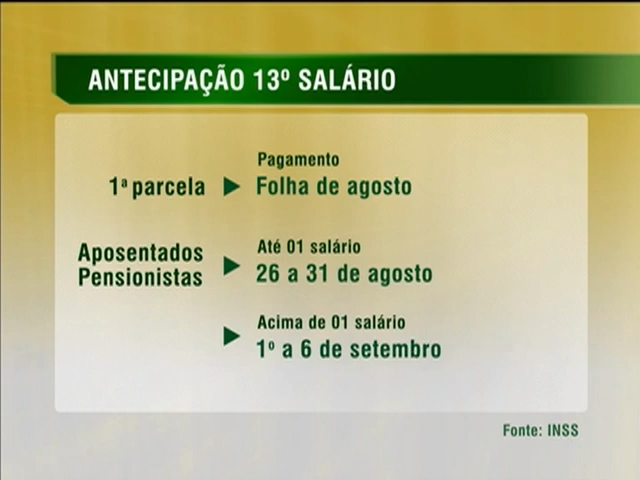 ANTECIPAÇÃO 13º SALÁRIO
Pagamento
1ª parcela ▶ Folha de agosto
Até 01 salário
Aposentados
Pensionistas ▶ 26 a 31 de agosto
Acima de 01 salário
▶ 1º a 6 de setembro
Fonte: INSS